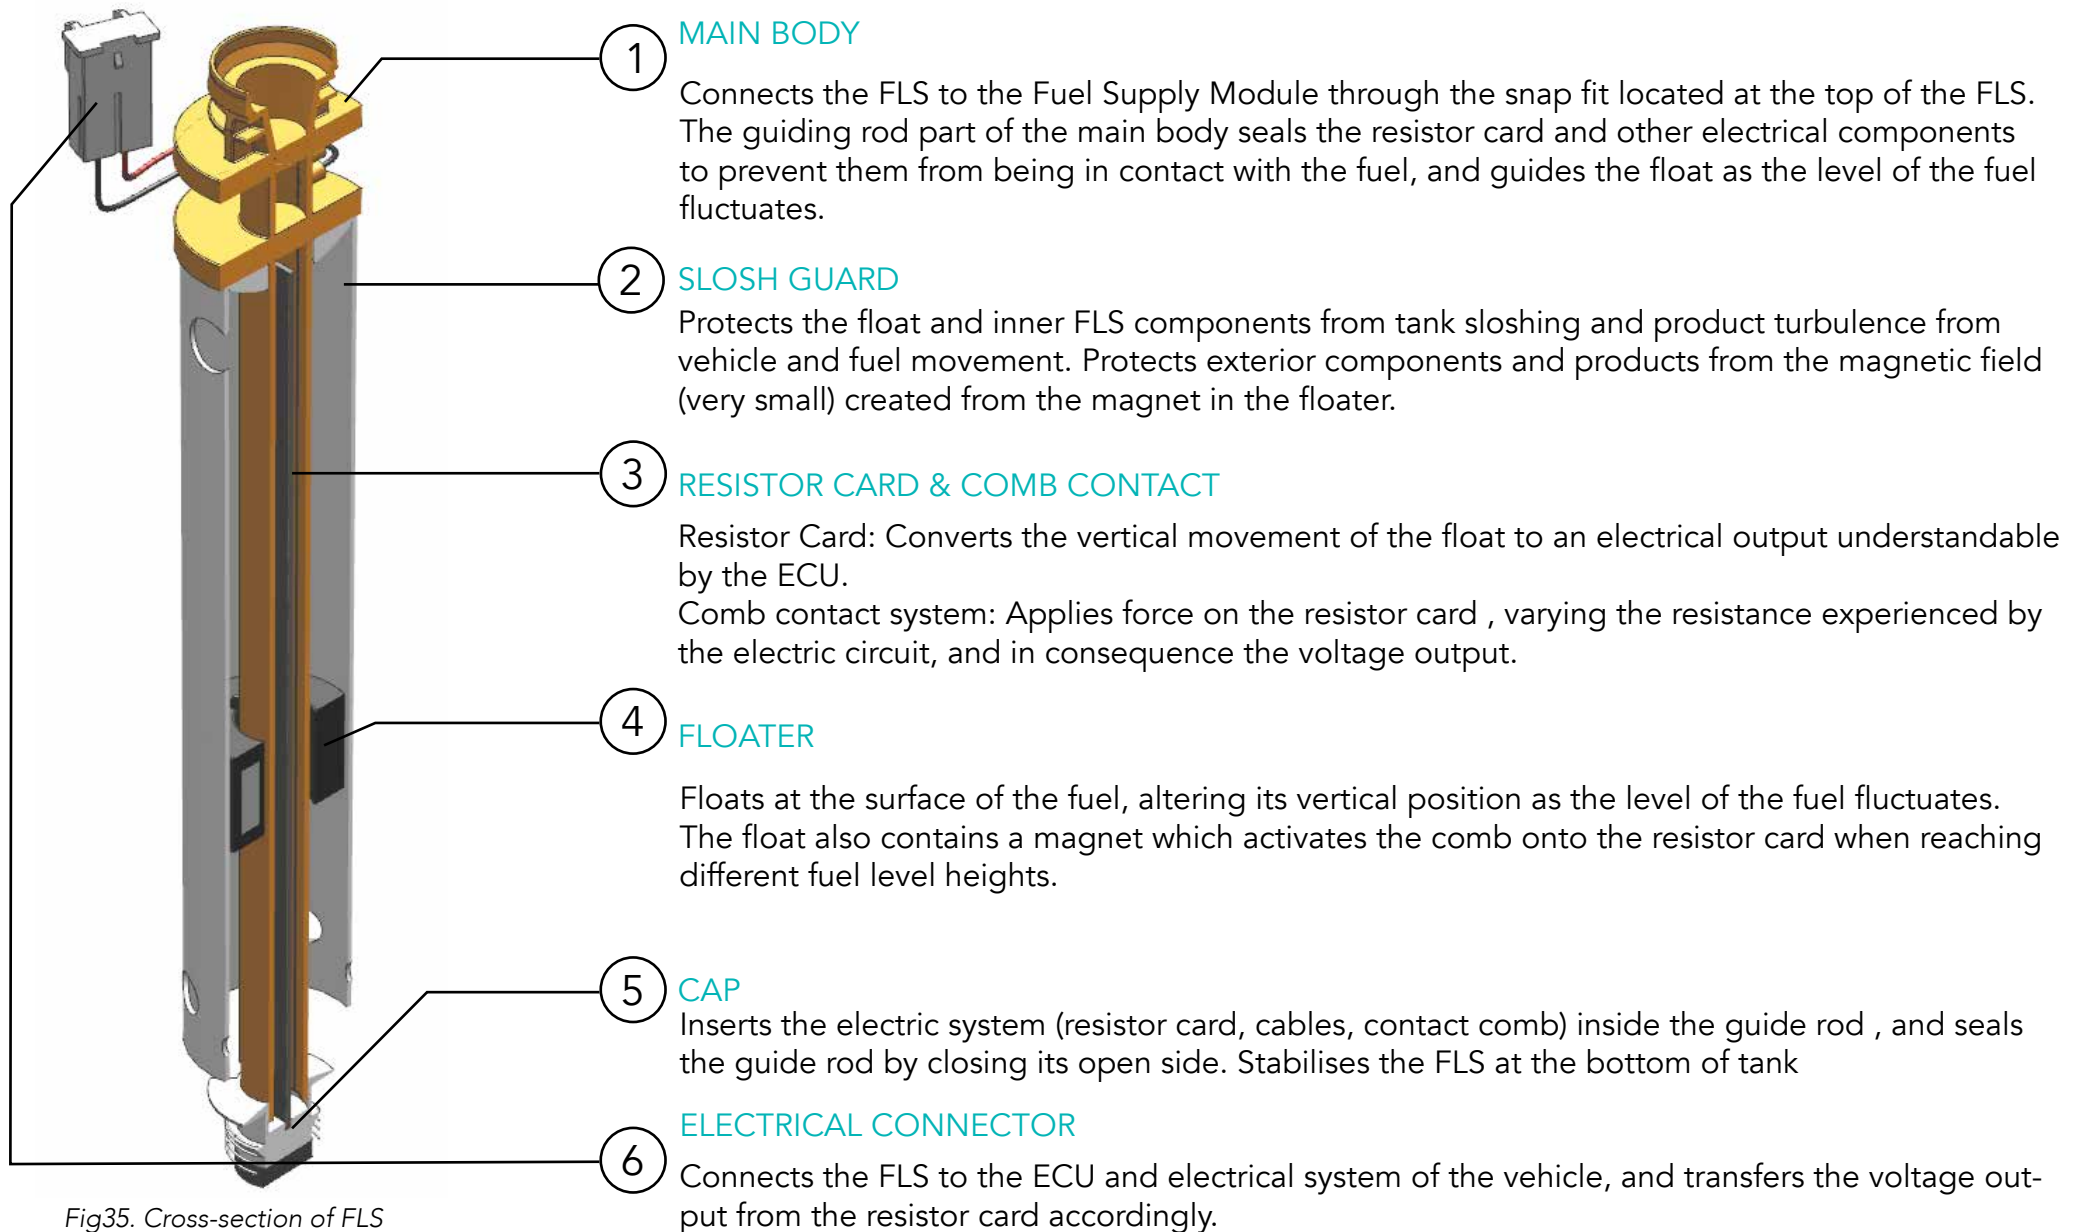 1
MAIN BODY
Connects the FLS to the Fuel Supply Module through the snap fit located at the top of the FLS.
The guiding rod part of the main body seals the resistor card and other electrical components
to prevent them from being in contact with the fuel, and guides the float as the level of the fuel
fluctuates.
2
SLOSH GUARD
Protects the float and inner FLS components from tank sloshing and product turbulence from
vehicle and fuel movement. Protects exterior components and products from the magnetic field
(very small) created from the magnet in the floater.
3
RESISTOR CARD & COMB CONTACT
Resistor Card: Converts the vertical movement of the float to an electrical output understandable
by the ECU.
Comb contact system: Applies force on the resistor card , varying the resistance experienced by
the electric circuit, and in consequence the voltage output.
4
FLOATER
Floats at the surface of the fuel, altering its vertical position as the level of the fuel fluctuates.
The float also contains a magnet which activates the comb onto the resistor card when reaching
different fuel level heights.
5
CAP
Inserts the electric system (resistor card, cables, contact comb) inside the guide rod , and seals
the guide rod by closing its open side. Stabilises the FLS at the bottom of tank
6
ELECTRICAL CONNECTOR
Connects the FLS to the ECU and electrical system of the vehicle, and transfers the voltage out-
put from the resistor card accordingly.
Fig35. Cross-section of FLS